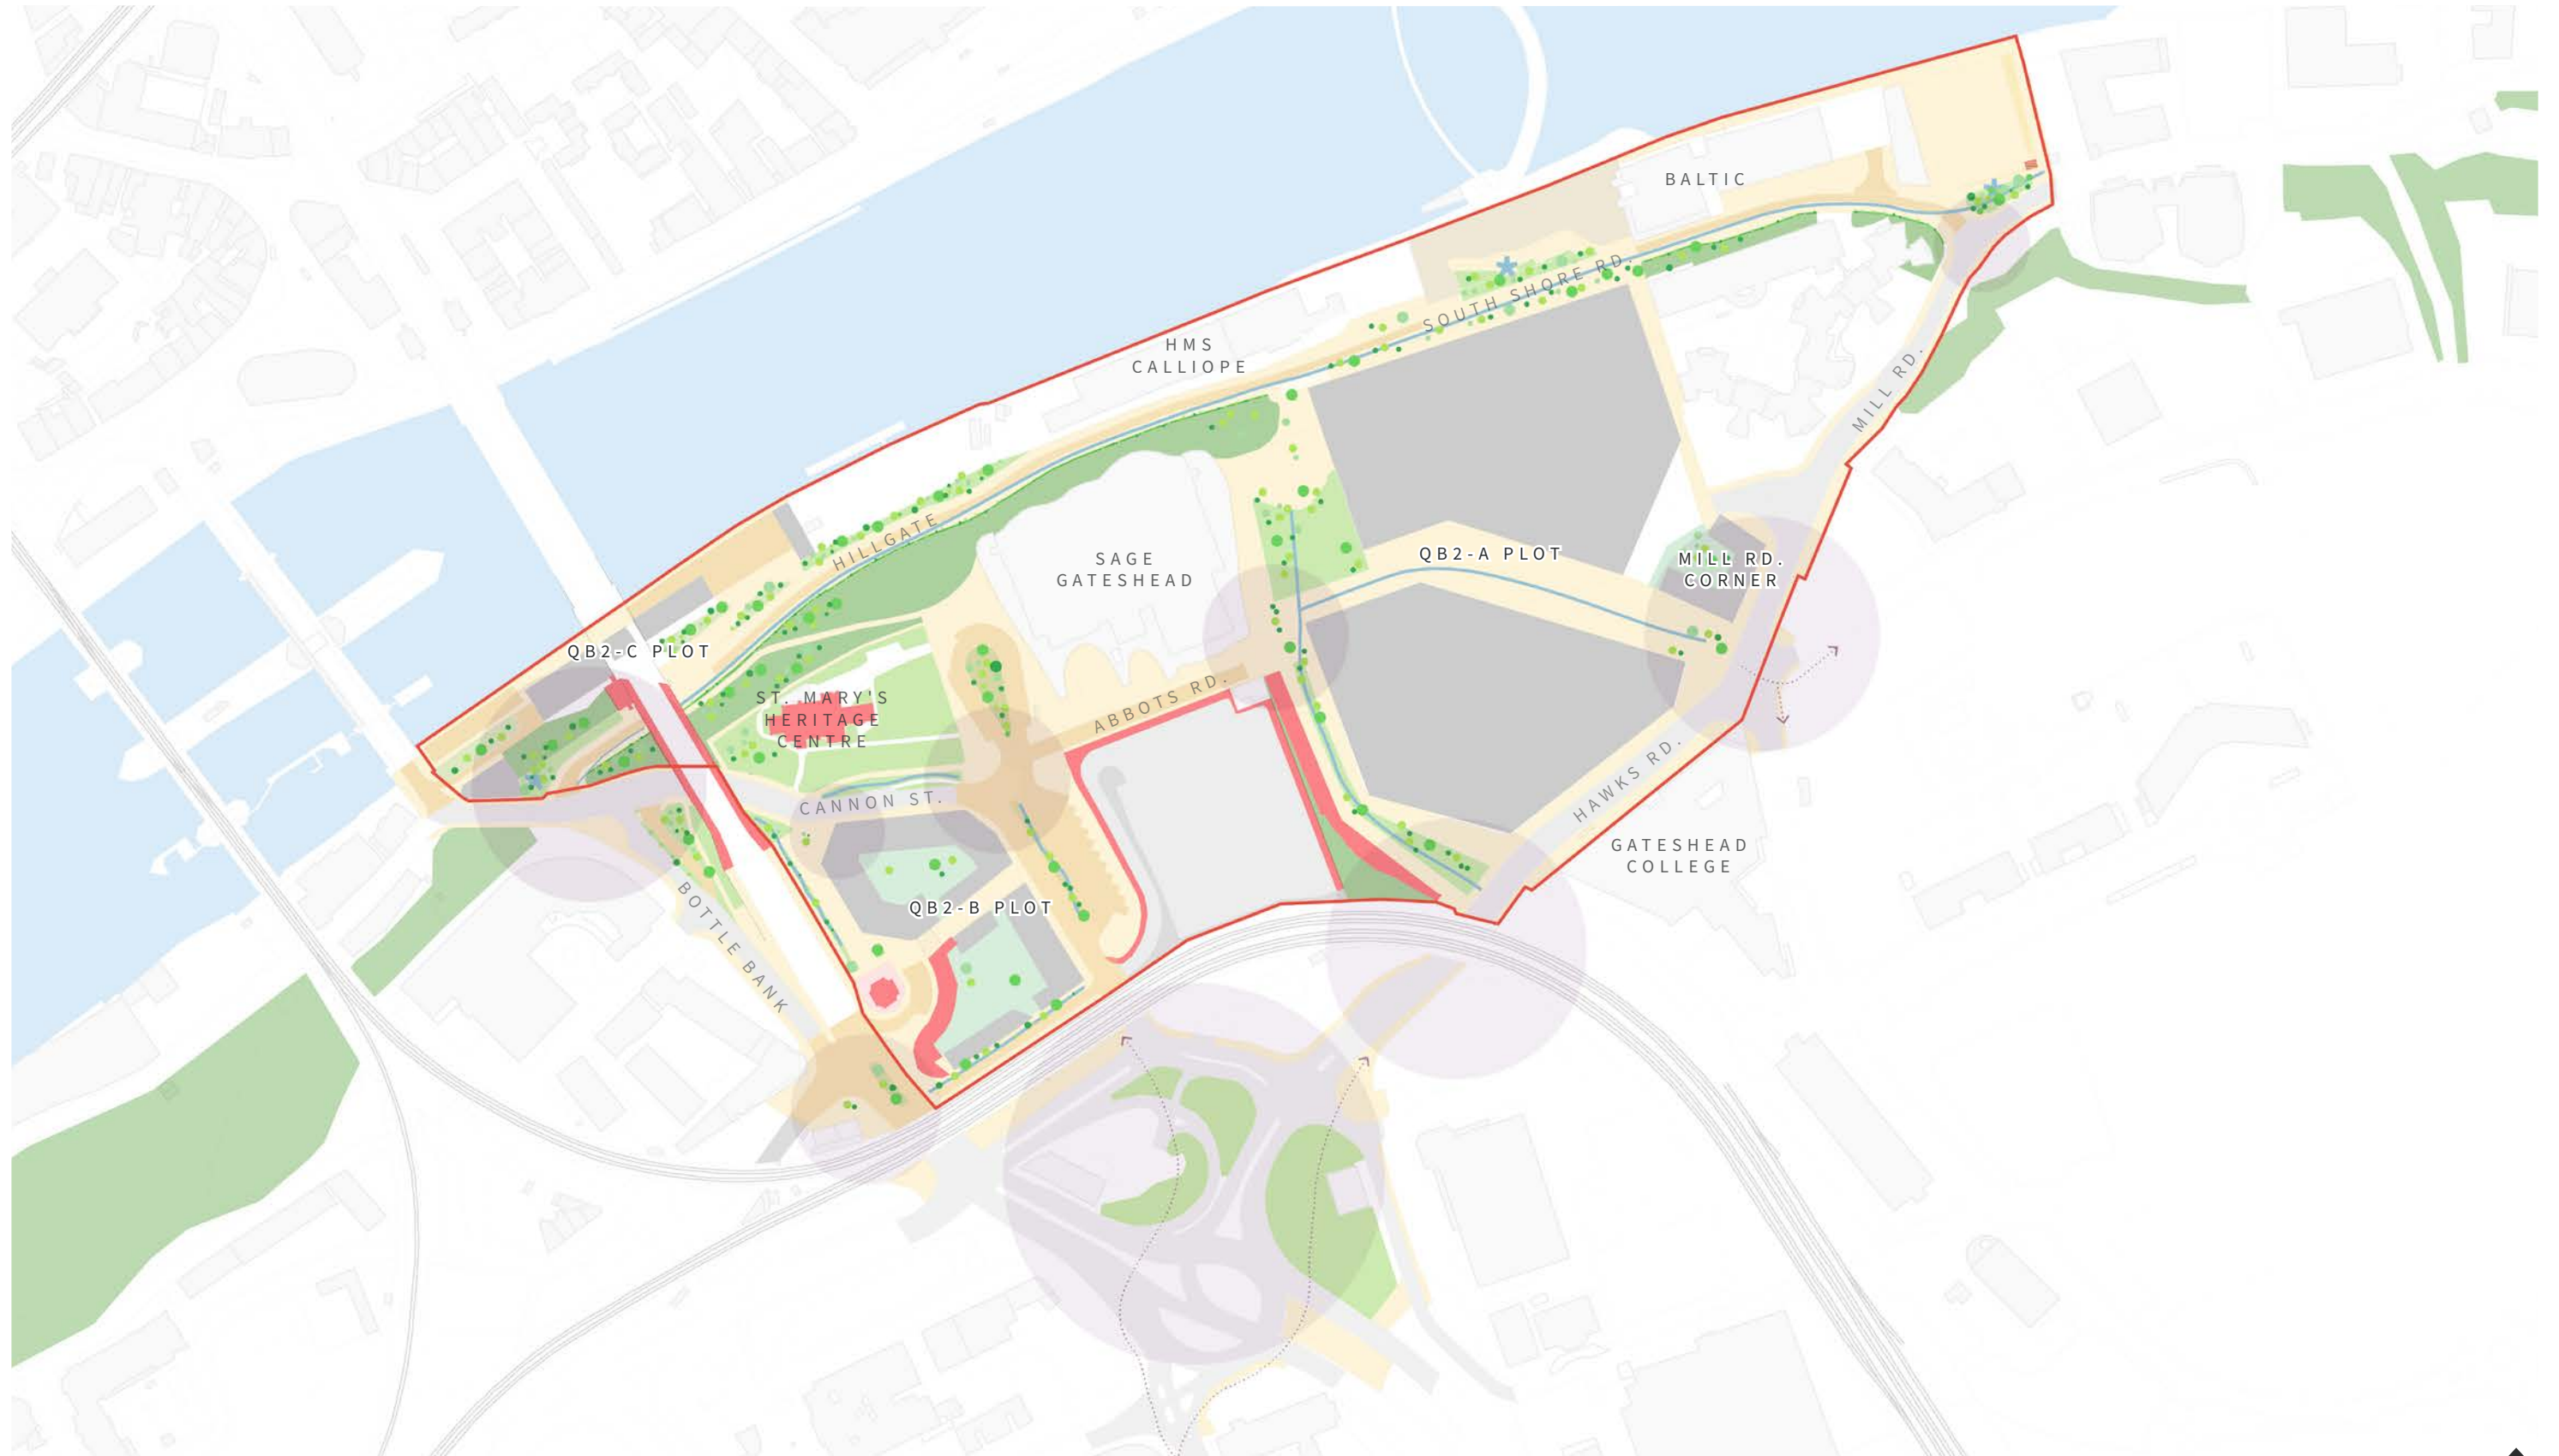 BALTIC
SOUTH SHORE RD.
HMS
CALLIOPE
MILL RD.
HILLGATE
SAGE
GATESHEAD
QB2-A PLOT
MILL RD.
CORNER
QB2-C PLOT
ST. MARY'S
HERITAGE
CENTRE
ABBOTS RD.
HAWKS RD.
CANNON ST.
GATESHEAD
COLLEGE
BOTTLE BANK
QB2-B PLOT